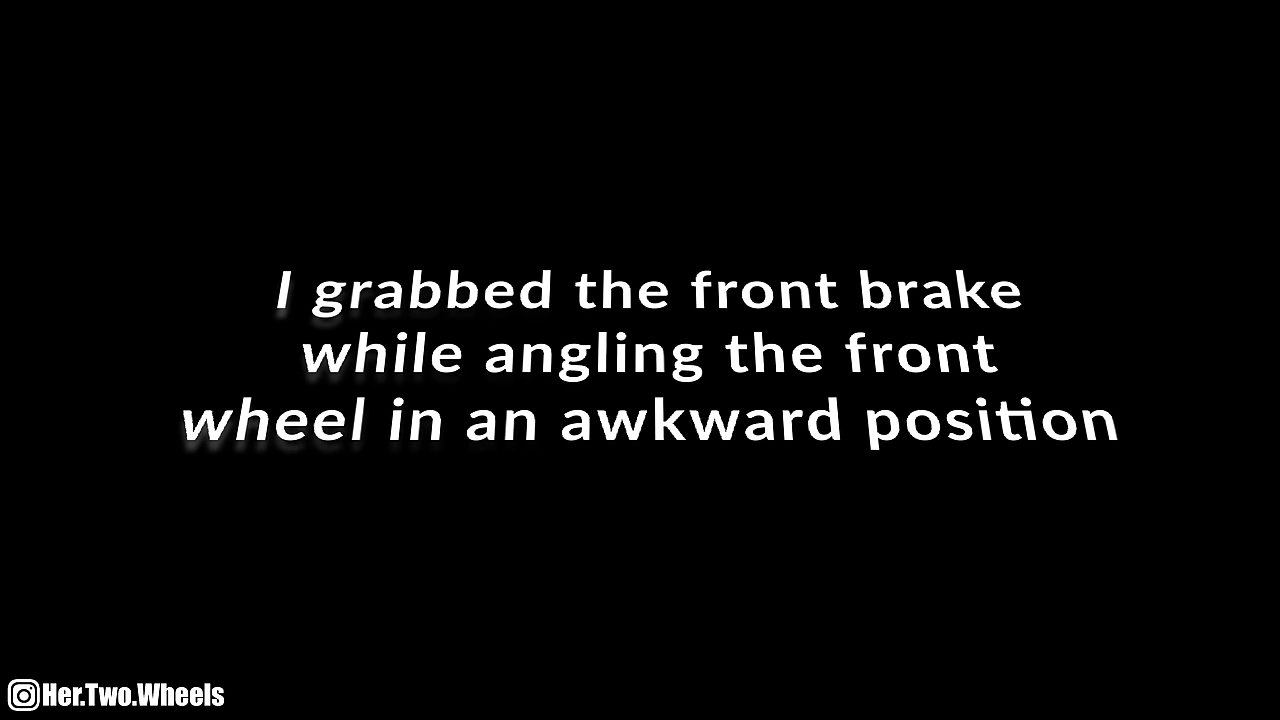 I grabbed the front brake
while angling the front
wheel in an awkward position
Her.Two.Wheels